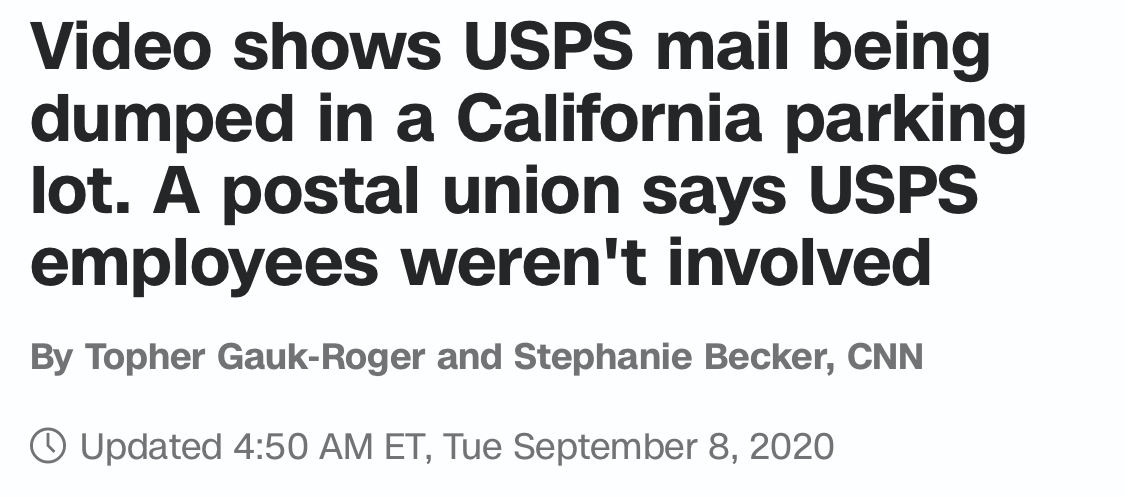 Video shows USPS mail being
dumped in a California parking
lot. A postal union says USPS
employees weren't involved
By Topher Gauk-Roger and Stephanie Becker, CNN
Updated 4:50 AM ET, Tue September 8, 2020